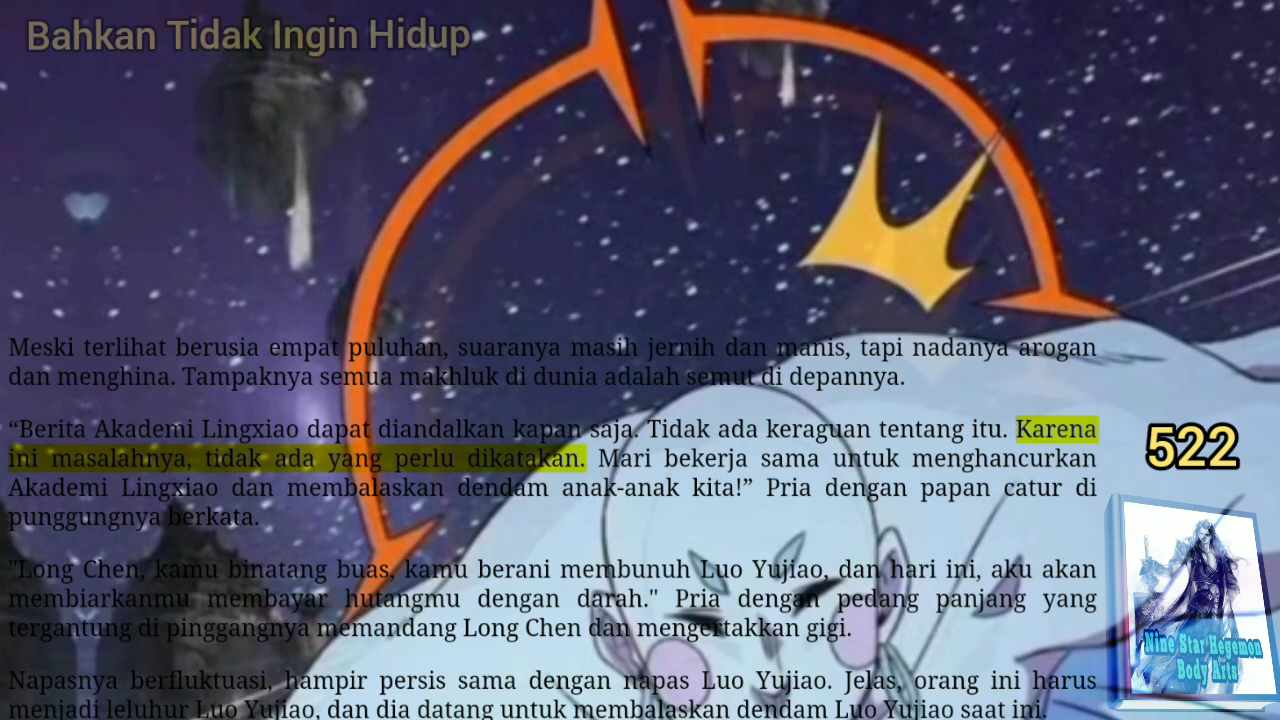 Bahkan Tidak Ingin Hidup
Meski terlihat berusia empat puluhan, suaranya masih jernih dan manis, tapi nadanya arogan
dan menghina. Tampaknya semua makhluk di dunia adalah semut di depannya.
“Berita Akademi Lingxiao dapat diandalkan kapan saja. Tidak ada keraguan tentang itu. Karena
ini masalahnya, tidak ada yang perlu dikatakan. Mari bekerja sama untuk menghancurkan
Akademi Lingxiao dan membalaskan dendam anak-anak kita!” Pria dengan papan catur di
punggungnya berkata.
"Long Chen, kamu binatang buas, kamu berani membunuh Luo Yujiao, dan hari ini, aku akan
membiarkanmu membayar hutangmu dengan darah." Pria dengan pedang panjang yang
tergantung di pinggangnya memandang Long Chen dan mengertakkan gigi.
Napasnya berfluktuasi, hampir persis sama dengan napas Luo Yujiao. Jelas, orang ini harus
menjadi leluhur Luo Yujiao, dan dia datang untuk membalaskan dendam Luo Yujiao saat ini.
522
Nine Star Hegemon
Body Arts